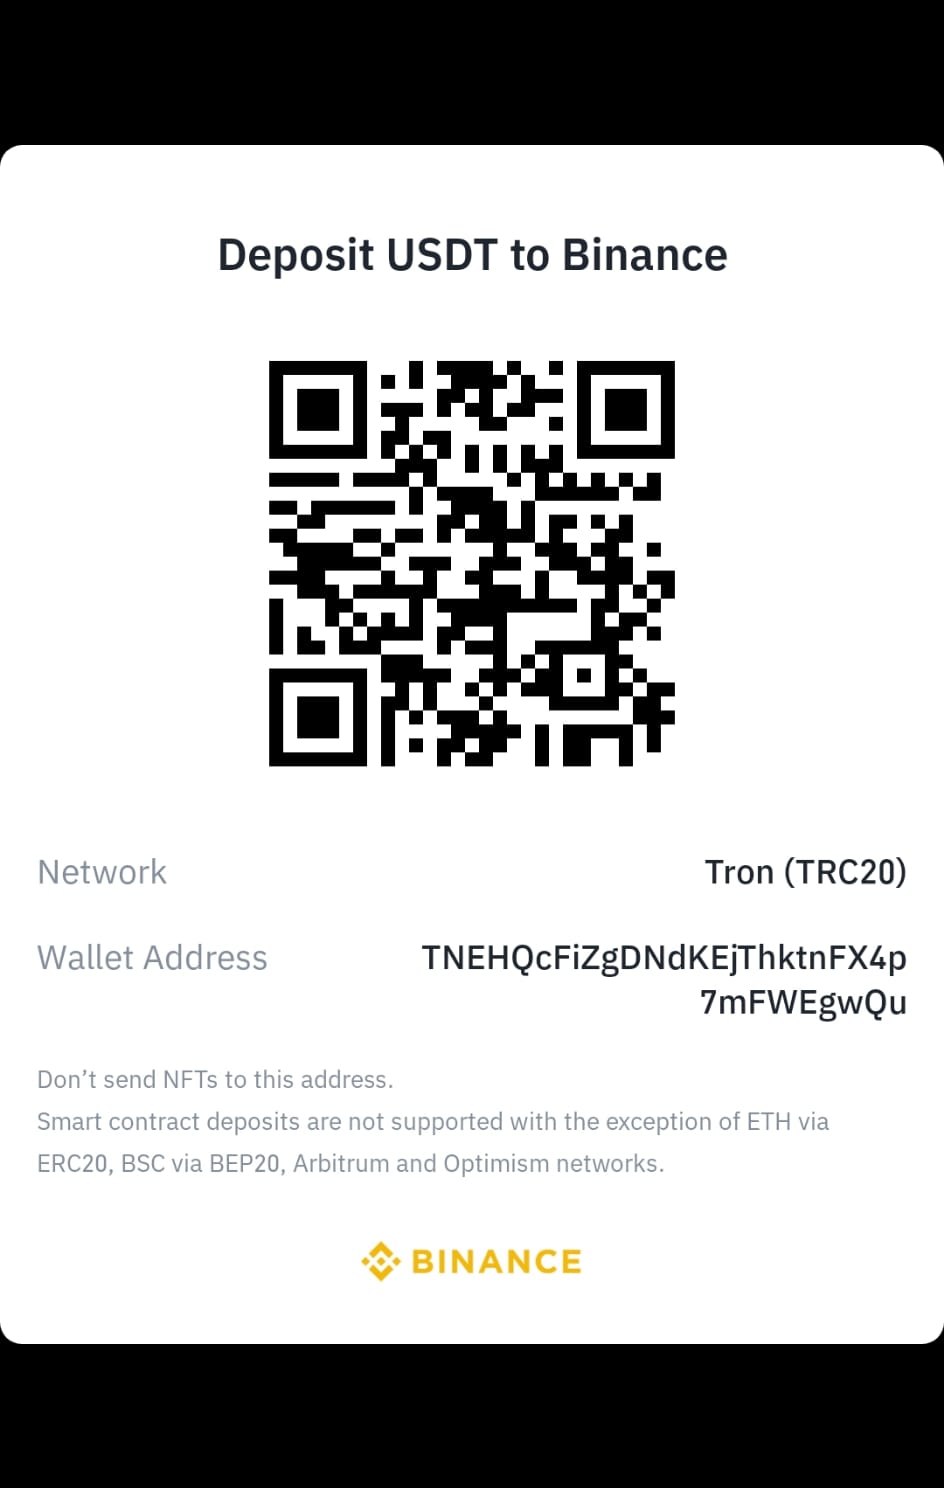 Deposit USDT to Binance
Network
Tron (TRC20)
Wallet Address
TNEHQcFiZgDNdKEjThktnFX4p
7mFWEgwQu
Don’t send NFTs to this address.
Smart contract deposits are not supported with the exception of ETH via
ERC20, BSC via BEP20, Arbitrum and Optimism networks.
BINANCE